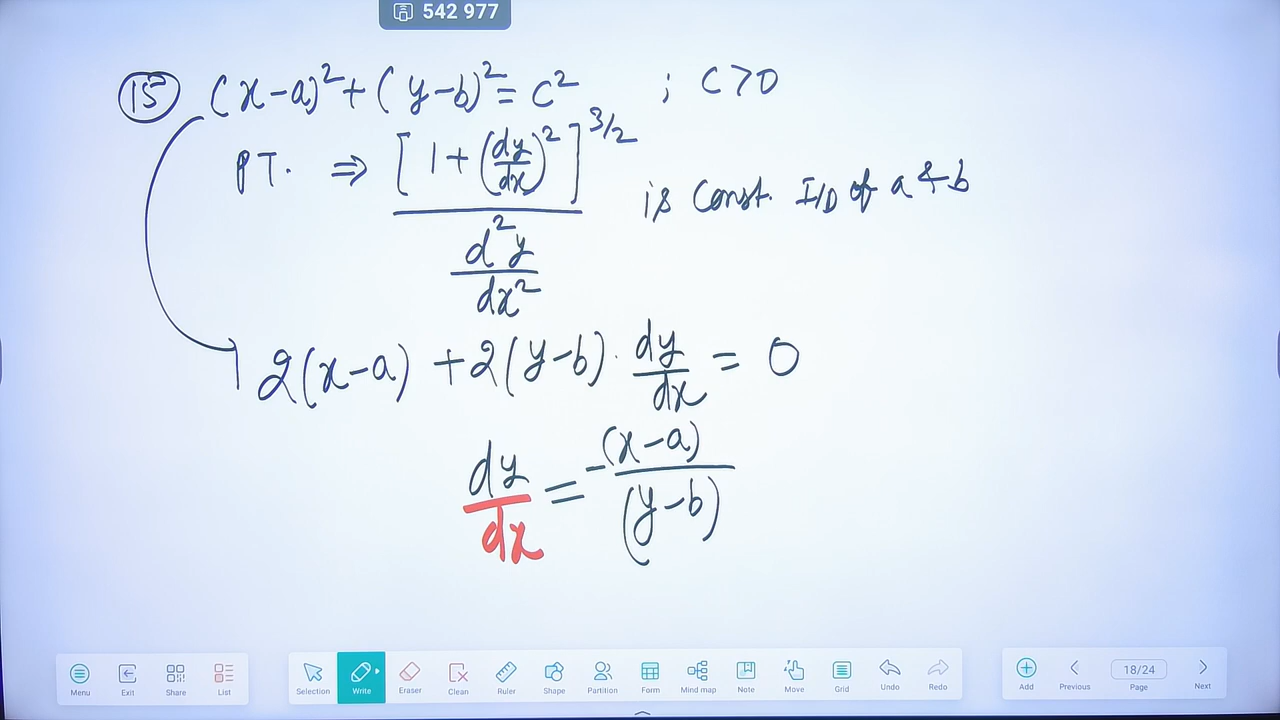 542 977
15 (x-a)² + (y-b)² = c² ; c>0
PT. ⇒ [1+(dy/dx)²]^3/2 / d²y/dx² is const. I/D of a & b
2(x-a) + 2(y-b) · dy/dx = 0
dy/dx = -(x-a)/(y-b)
Menu Exit Share List Selection Write Eraser Clean Ruler Shape Partition Form Mind map Note Move Grid Undo Redo Add Previous 18/24 Page Next